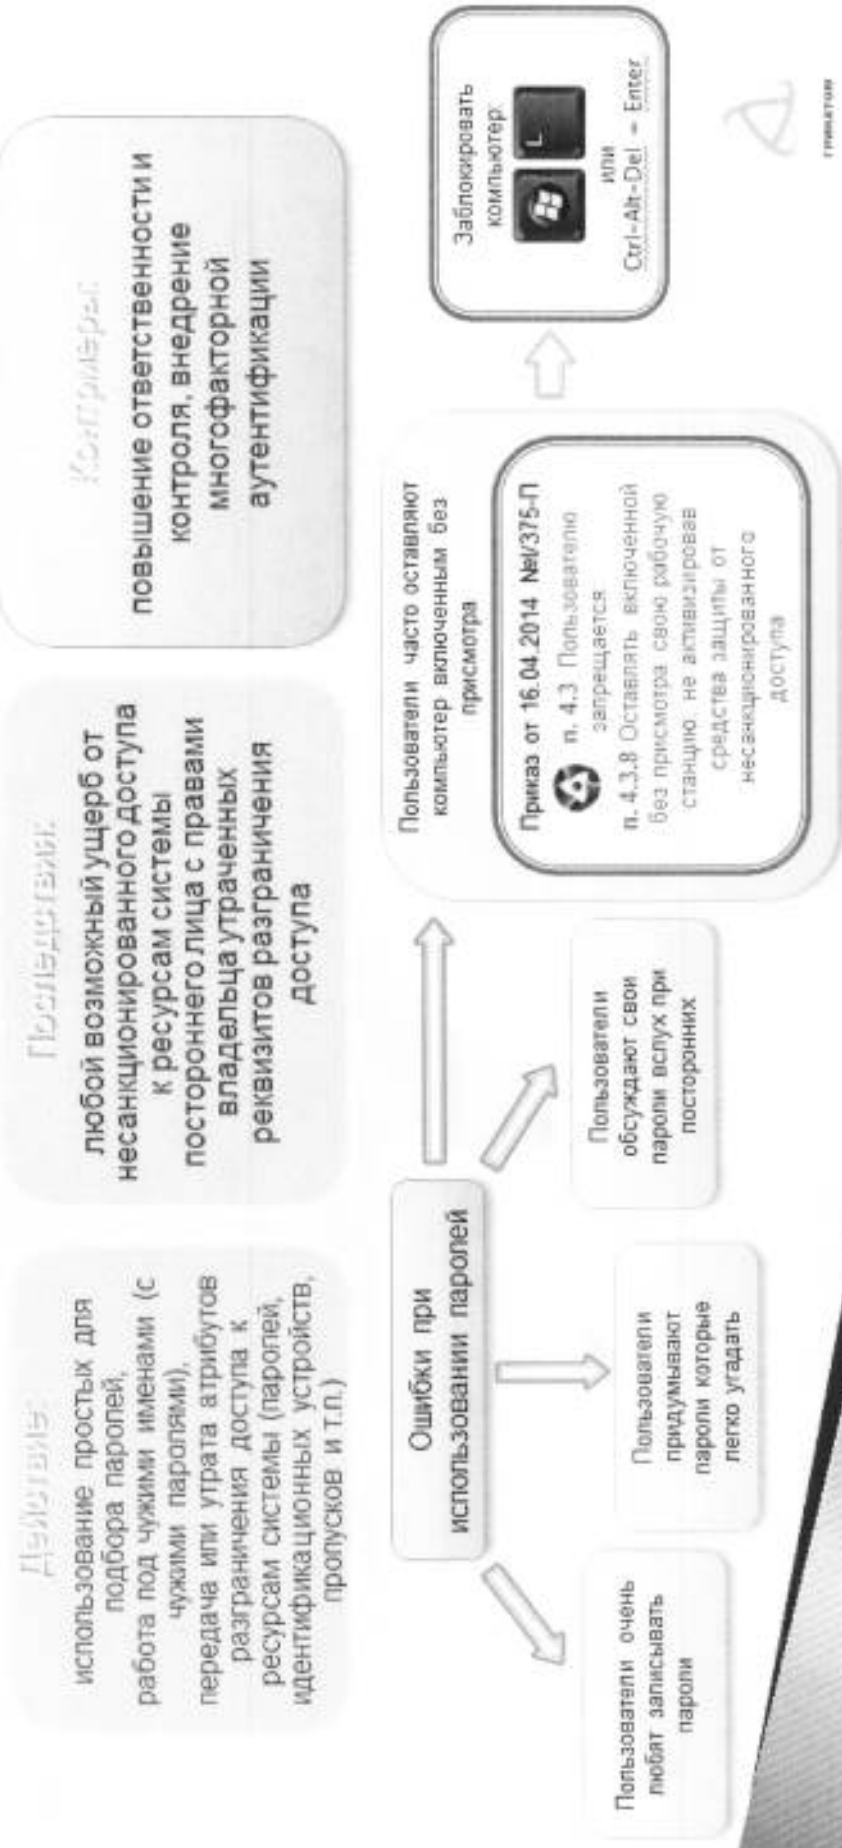 Действие:
использование простых для
подбора паролей,
работа под чужими именами (с
чужими паролями),
передача или утрата атрибутов
разграничения доступа к
ресурсам системы (паролей,
идентификационных устройств,
пропусков и т.п.)
Последствия:
любой возможный ущерб от
несанкционированного доступа
к ресурсам системы
постороннего лица с правами
владельца утраченных
реквизитов разграничения
доступа
Контрмеры:
повышение ответственности и
контроля, внедрение
многофакторной
аутентификации
Ошибки при
использовании паролей
Пользователи очень
любят записывать
пароли
Пользователи
придумывают
пароли которые
легко угадать
Пользователи
обсуждают свои
пароли вслух при
посторонних
Пользователи часто оставляют
компьютер включенным без
присмотра
Приказ от 16.04.2014 №1/375-П
п. 4.3 Пользователю
запрещается
п. 4.3.8 Оставлять включенной
без присмотра свою рабочую
станцию не активизировав
средства защиты от
несанкционированного
доступа
Заблокировать
компьютер
L
или
Ctrl-Alt-Del - Enter
ГРИНАТОМ